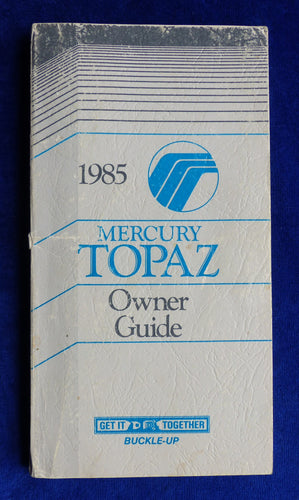 1985
MERCURY
TOPAZ
Owner
Guide
GET IT TOGETHER
BUCKLE-UP